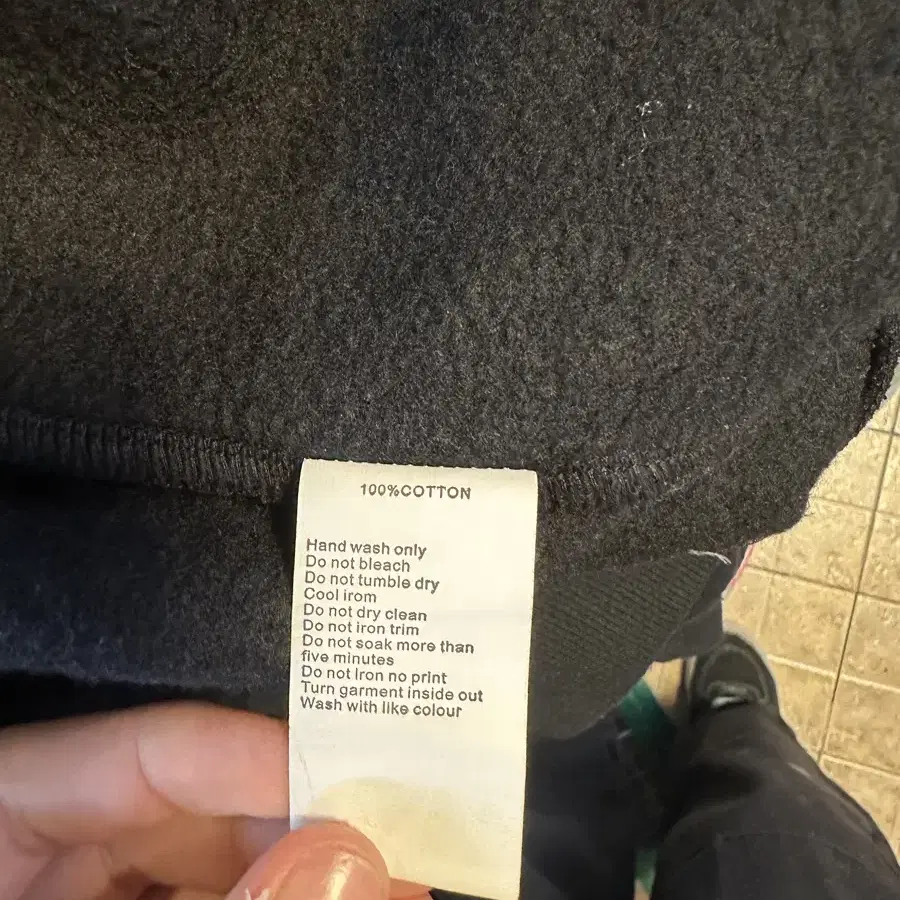 100%COTTON
Hand wash only
Do not bleach
Do not tumble dry
Cool irom
Do not dry clean
Do not iron trim
Do not soak more than
five minutes
Do not Iron no print
Turn garment inside out
Wash with like colour